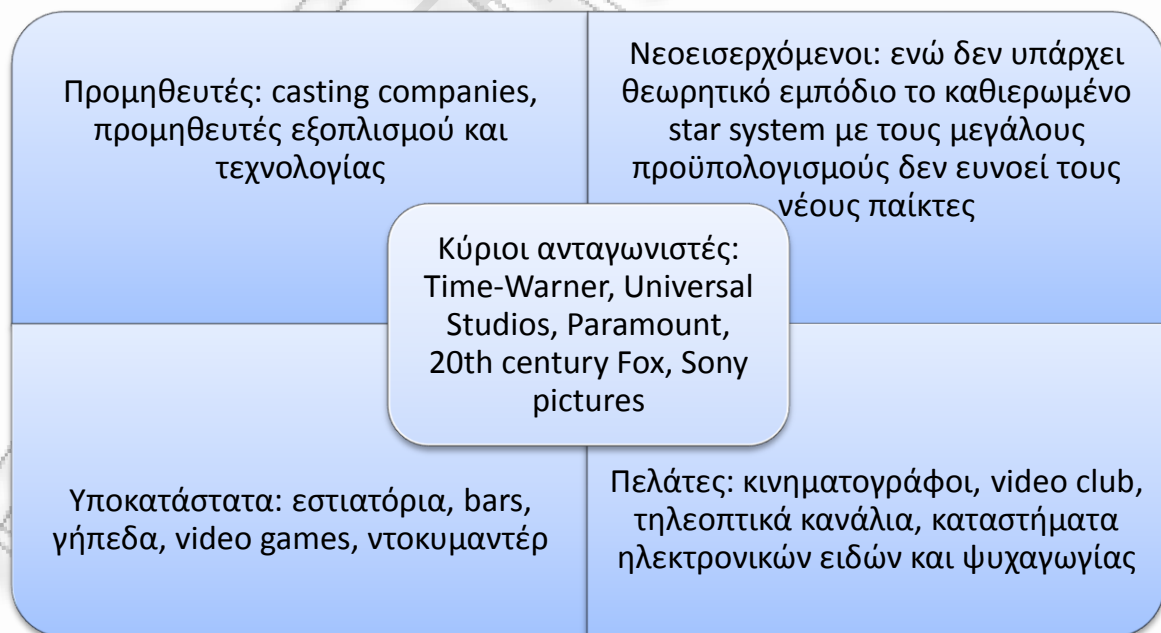 Προμηθευτές: casting companies,
προμηθευτές εξοπλισμού και
τεχνολογίας
Νεοεισερχόμενοι: ενώ δεν υπάρχει
θεωρητικό εμπόδιο το καθιερωμένο
star system με τους μεγάλους
προϋπολογισμούς δεν ευνοεί τους
νέους παίκτες
Κύριοι ανταγωνιστές:
Time-Warner, Universal
Studios, Paramount,
20th century Fox, Sony
pictures
Υποκατάστατα: εστιατόρια, bars,
γήπεδα, video games, ντοκυμαντέρ
Πελάτες: κινηματογράφοι, video club,
τηλεοπτικά κανάλια, καταστήματα
ηλεκτρονικών ειδών και ψυχαγωγίας